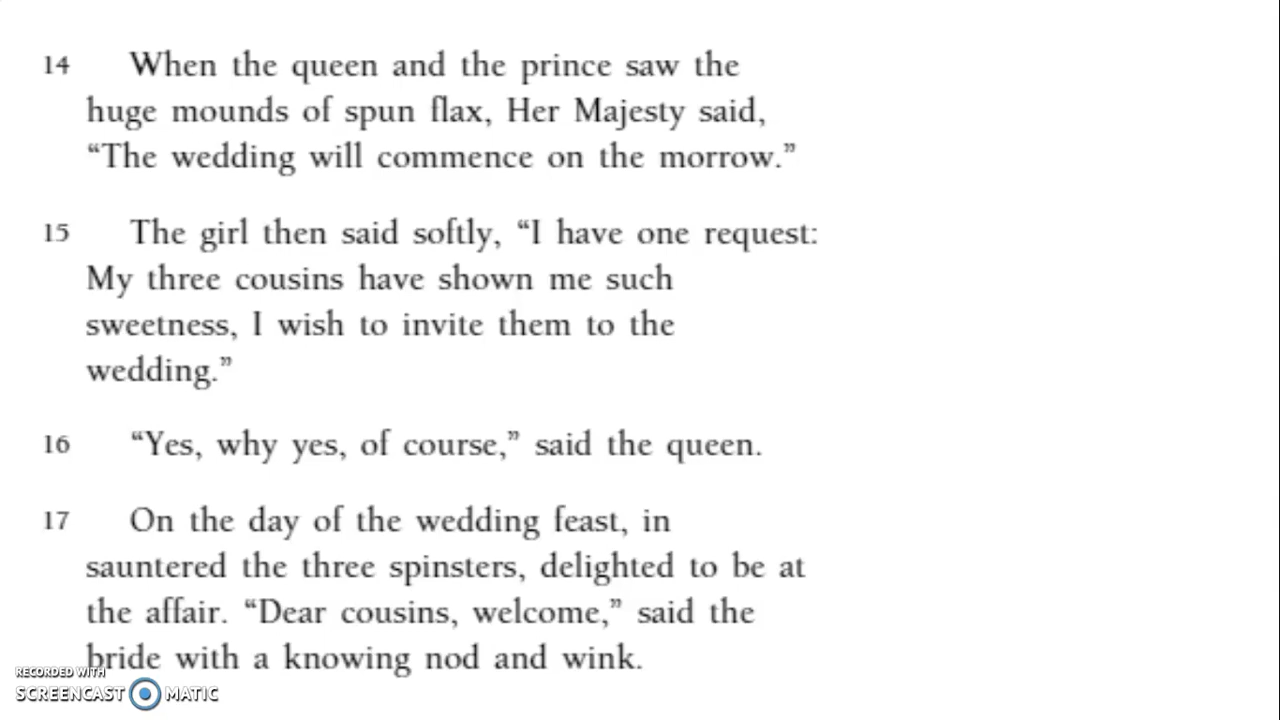 14 When the queen and the prince saw the
huge mounds of spun flax, Her Majesty said,
“The wedding will commence on the morrow.”
15 The girl then said softly, “I have one request:
My three cousins have shown me such
sweetness, I wish to invite them to the
wedding.”
16 “Yes, why yes, of course,” said the queen.
17 On the day of the wedding feast, in
sauntered the three spinsters, delighted to be at
the affair. “Dear cousins, welcome,” said the
bride with a knowing nod and wink.
RECORDED WITH
SCREENCAST MATIC